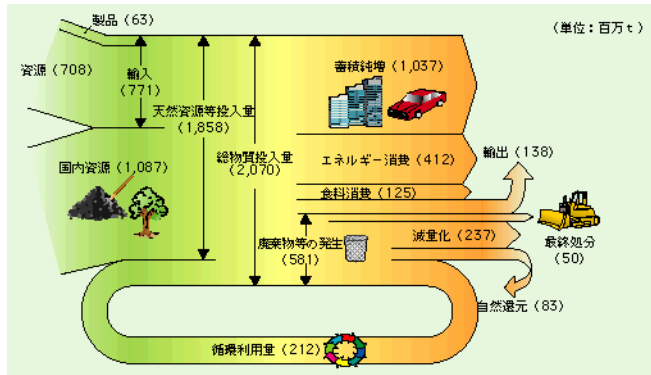 製品(63)
(単位:百万t)
資源(708)
輸入
(771)
蓄積純増(1,037)
天然資源等投入量
(1,858)
総物質投入量
(2,070)
エネルギー消費(412)
輸出(138)
国内資源(1,087)
食料消費(125)
廃棄物等の発生
(581)
減量化(237)
最終処分
(50)
自然還元(83)
循環利用量(212)